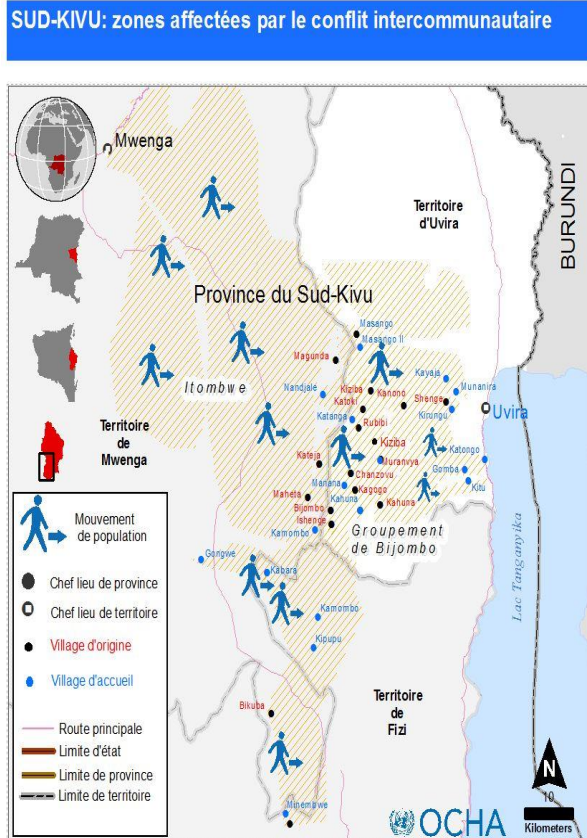 SUD-KIVU: zones affectées par le conflit intercommunautaire
Mwenga
BURUNDI
Territoire
d'Uvira
Province du Sud-Kivu
Masango
Masango II
Magunda
Kayaja
Munanira
Itombwe
Nandjale
Kiziba
Kanono
Shenge
Katoki
Kirungu
Uvira
Katanga
Rubibi
Territoire
de
Mwenga
Kiziba
Katongo
Muranvya
Kateja
Gomba
Chanzovu
Kitu
Manana
Kagogo
Maheta
Kahuna
Kahuna
Bijombo
Ishenge
Groupement
de Bijombo
Kamombo
Gongwe
Kabara
Kamombo
Kipupu
Lac Tanganyika
Territoire
de
Fizi
Bikuba
Minembwe
Mouvement
de population
Chef lieu de province
Chef lieu de territoire
Village d'origine
Village d'accueil
Route principale
Limite d'état
Limite de province
Limite de territoire
N
10
Kilometers
OCHA